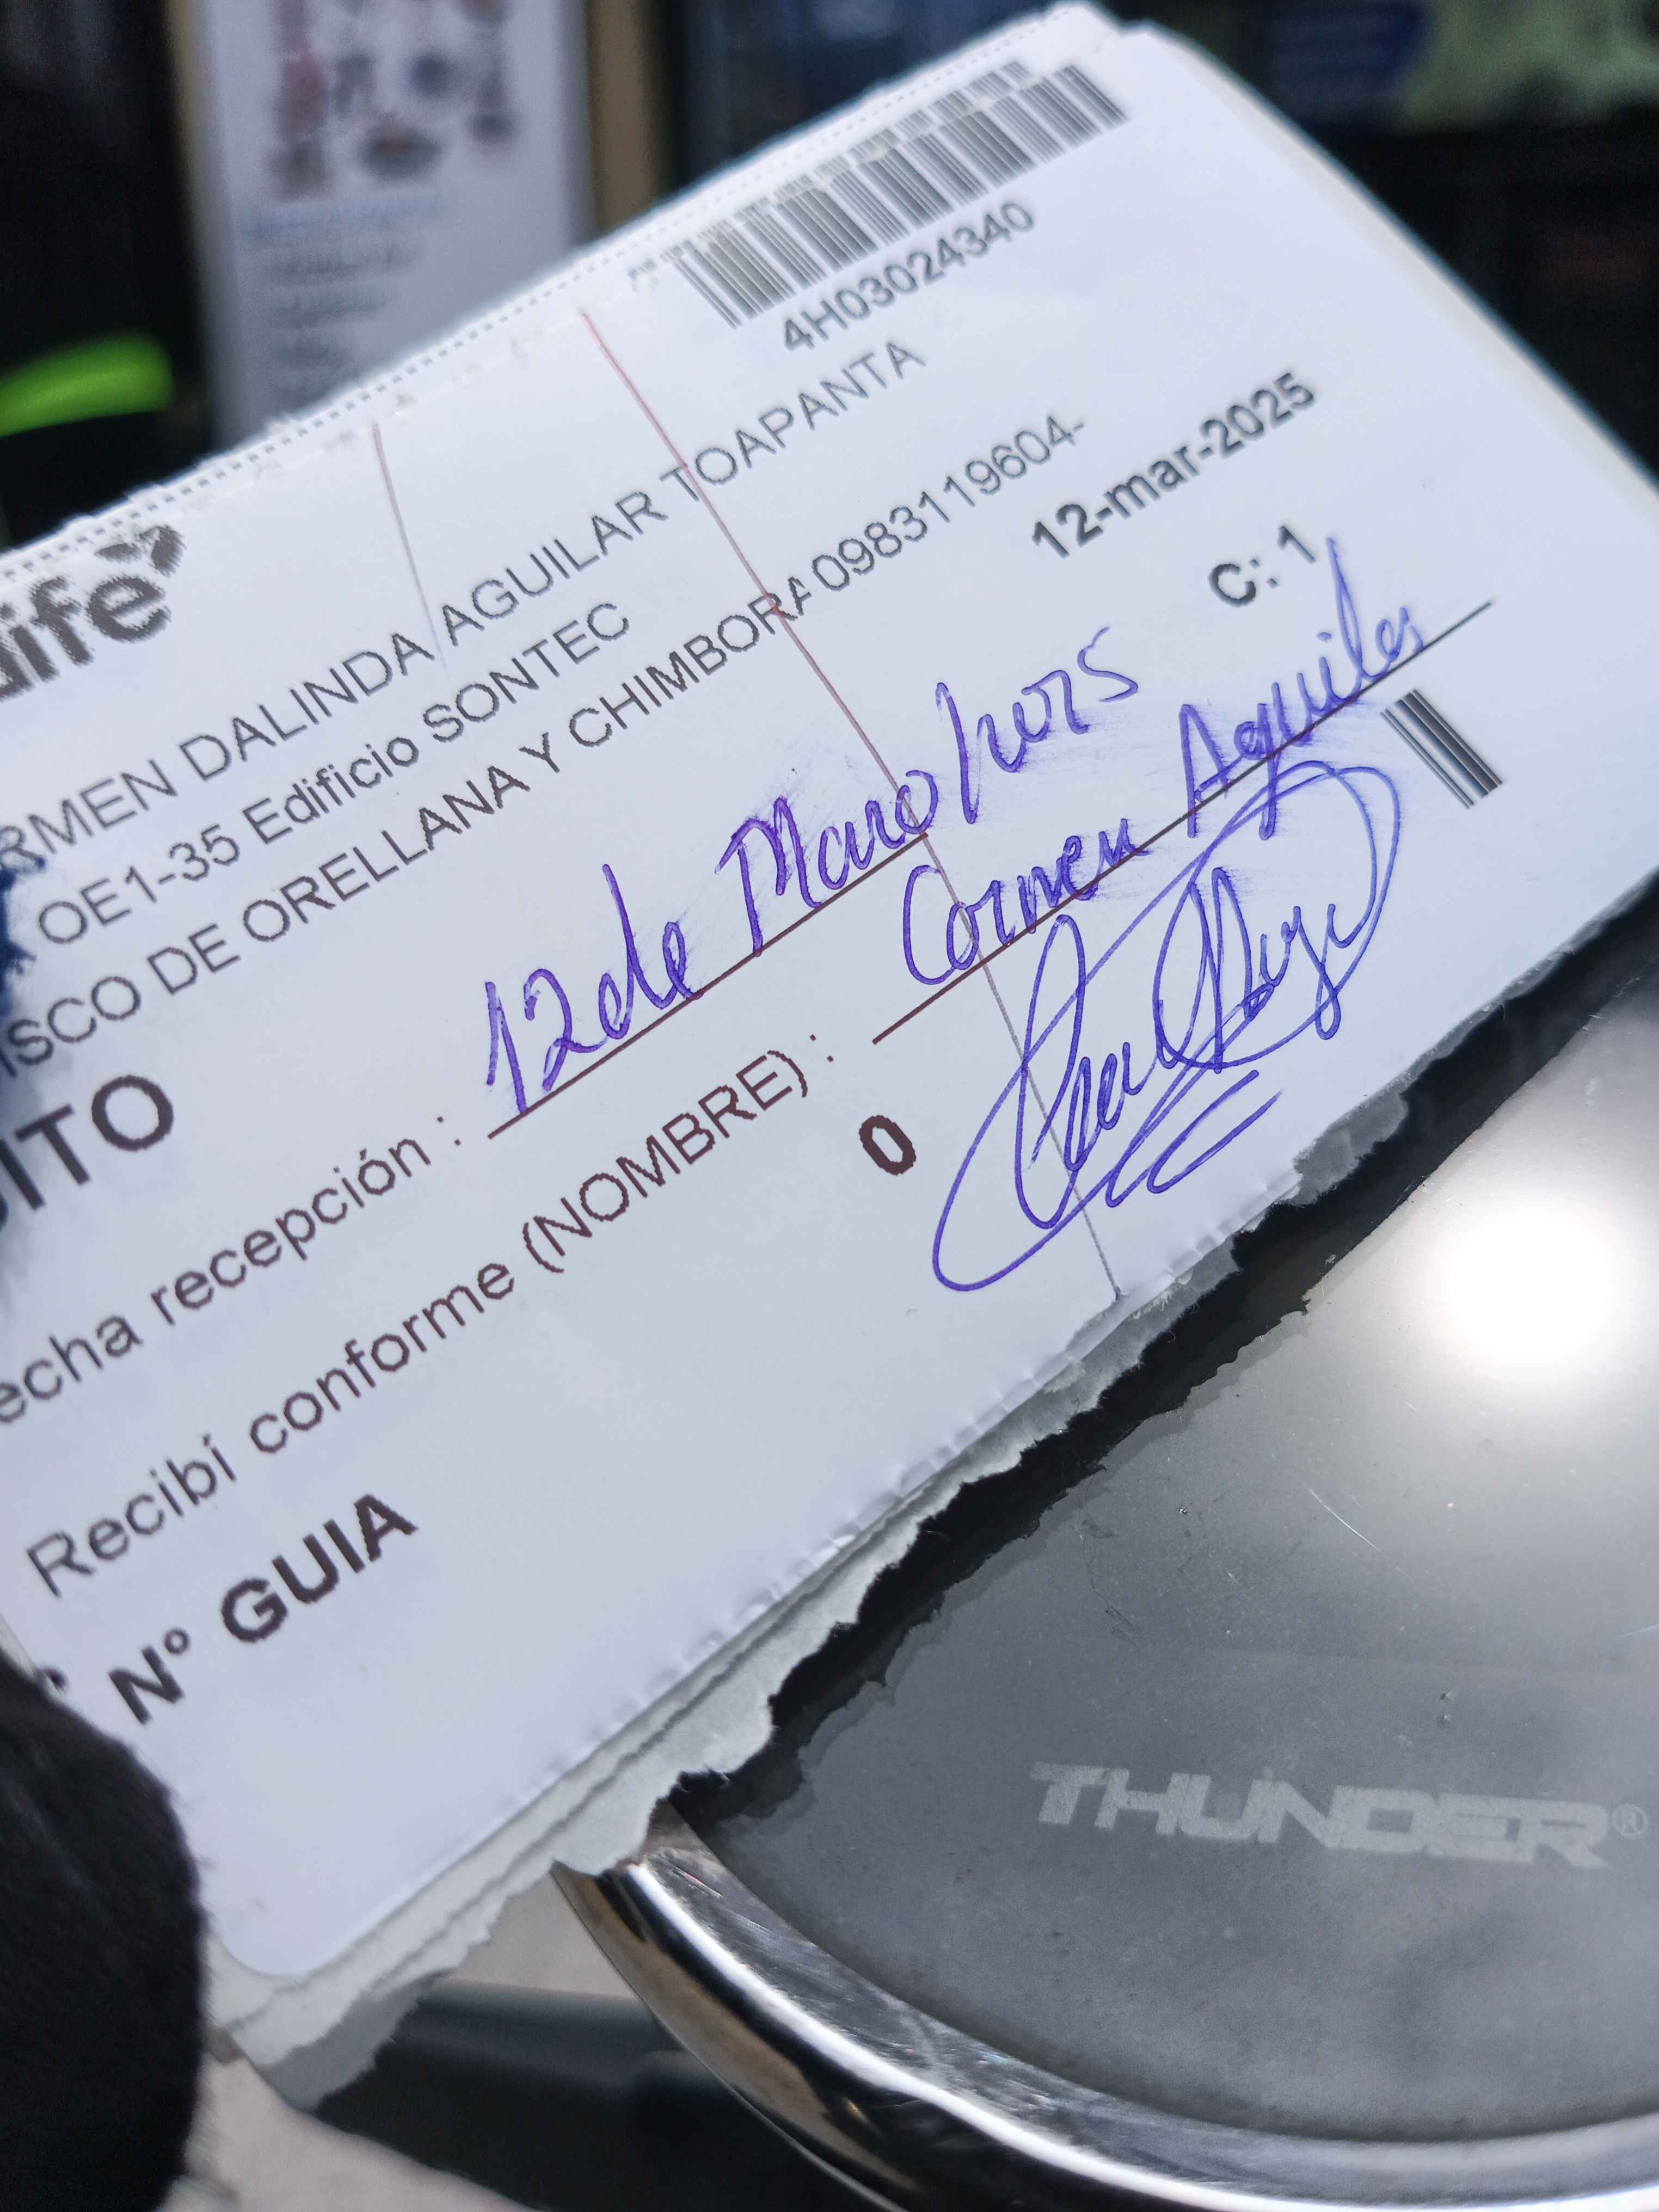 4H03024340
life
RMEN DALINDA AGUILAR TOAPANTA
OE1-35 Edificio SONTEC
ISCO DE ORELLANA Y CHIMBORA 0983119604-
12-mar-2025
ITO
C: 1
echa recepción : 12 de Marzo/2025
Recibí conforme (NOMBRE) : Carmen Aguilar
0
Nº GUIA
THUNDER®